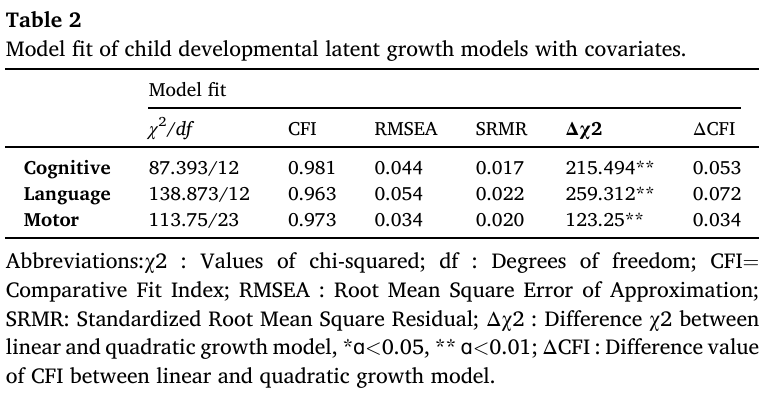 Table 2
Model fit of child developmental latent growth models with covariates.
Model fit
χ²/df CFI RMSEA SRMR Δχ2 ΔCFI
Cognitive 87.393/12 0.981 0.044 0.017 215.494** 0.053
Language 138.873/12 0.963 0.054 0.022 259.312** 0.072
Motor 113.75/23 0.973 0.034 0.020 123.25** 0.034
Abbreviations:χ2 : Values of chi-squared; df : Degrees of freedom; CFI=
Comparative Fit Index; RMSEA : Root Mean Square Error of Approximation;
SRMR: Standardized Root Mean Square Residual; Δχ2 : Difference χ2 between
linear and quadratic growth model, *ɑ<0.05, ** ɑ<0.01; ΔCFI : Difference value
of CFI between linear and quadratic growth model.